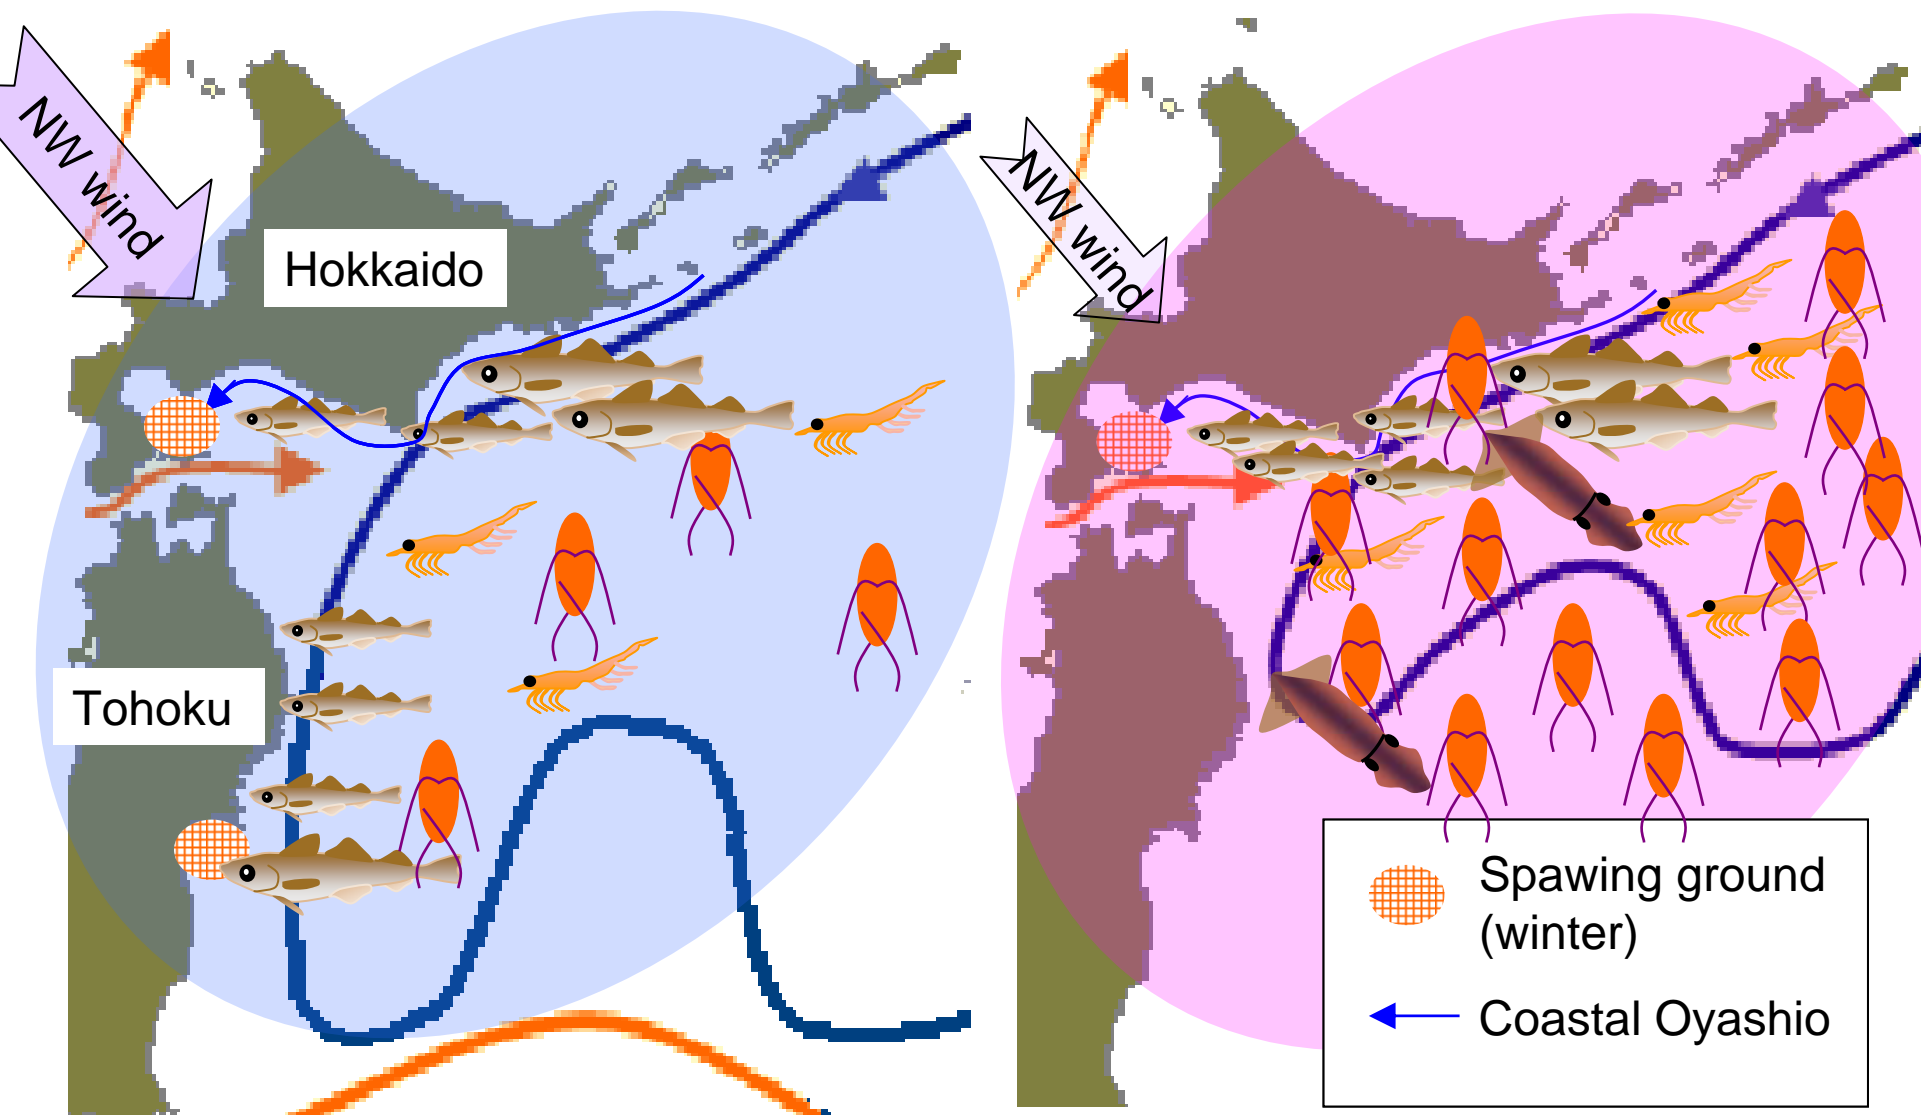 NW wind
Hokkaido
Tohoku
NW wind
Spawing ground
(winter)
Coastal Oyashio